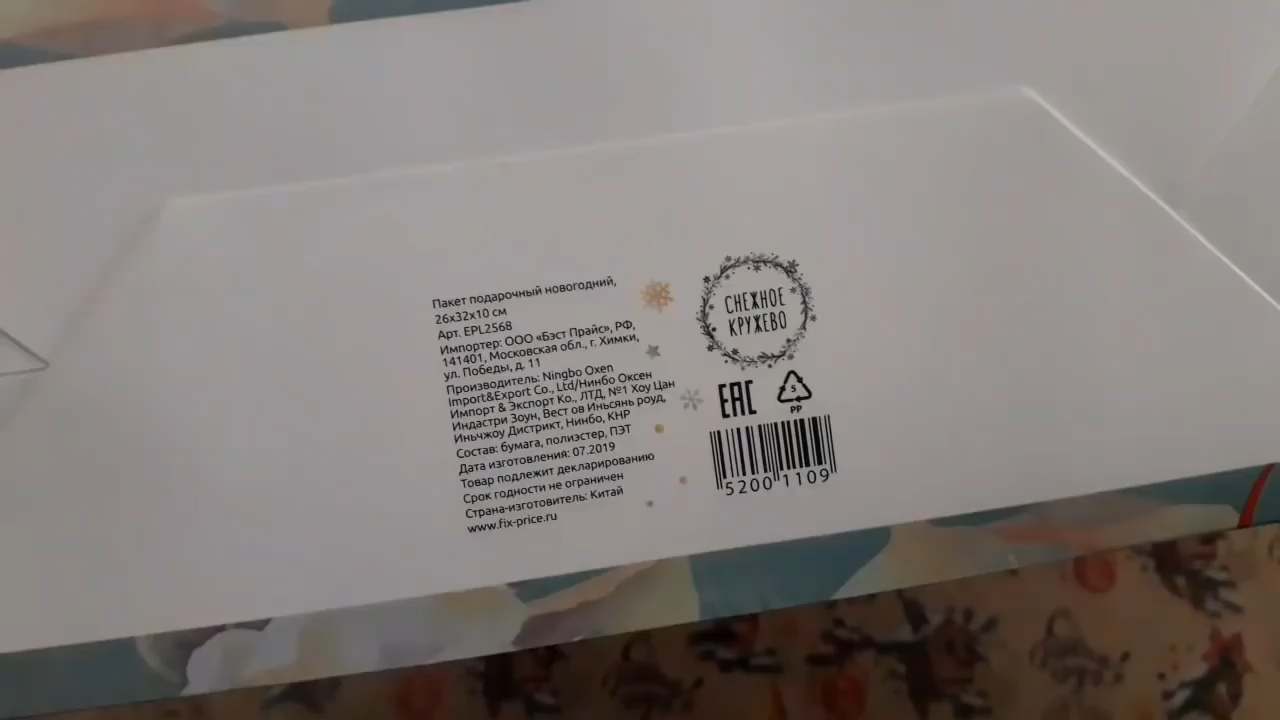 Пакет подарочный новогодний,
26х32х10 см
Арт. EPL2568
Импортер: ООО «Бэст Прайс», РФ,
141401, Московская обл., г. Химки,
ул. Победы, д. 11
Производитель: Ningbo Oxen
Import&Export Co., Ltd/Нинбо Оксен
Импорт & Экспорт Ко., ЛТД, №1 Хоу Цан
Индастри Зоун, Вест ов Иньсянь роуд,
Иньчжоу Дистрикт, Нинбо, КНР
Состав: бумага, полиэстер, ПЭТ
Дата изготовления: 07.2019
Товар подлежит декларированию
Срок годности не ограничен
Страна-изготовитель: Китай
www.fix-price.ru
СНЕЖНОЕ
КРУЖЕВО
EAC
5
PP
5200 1109